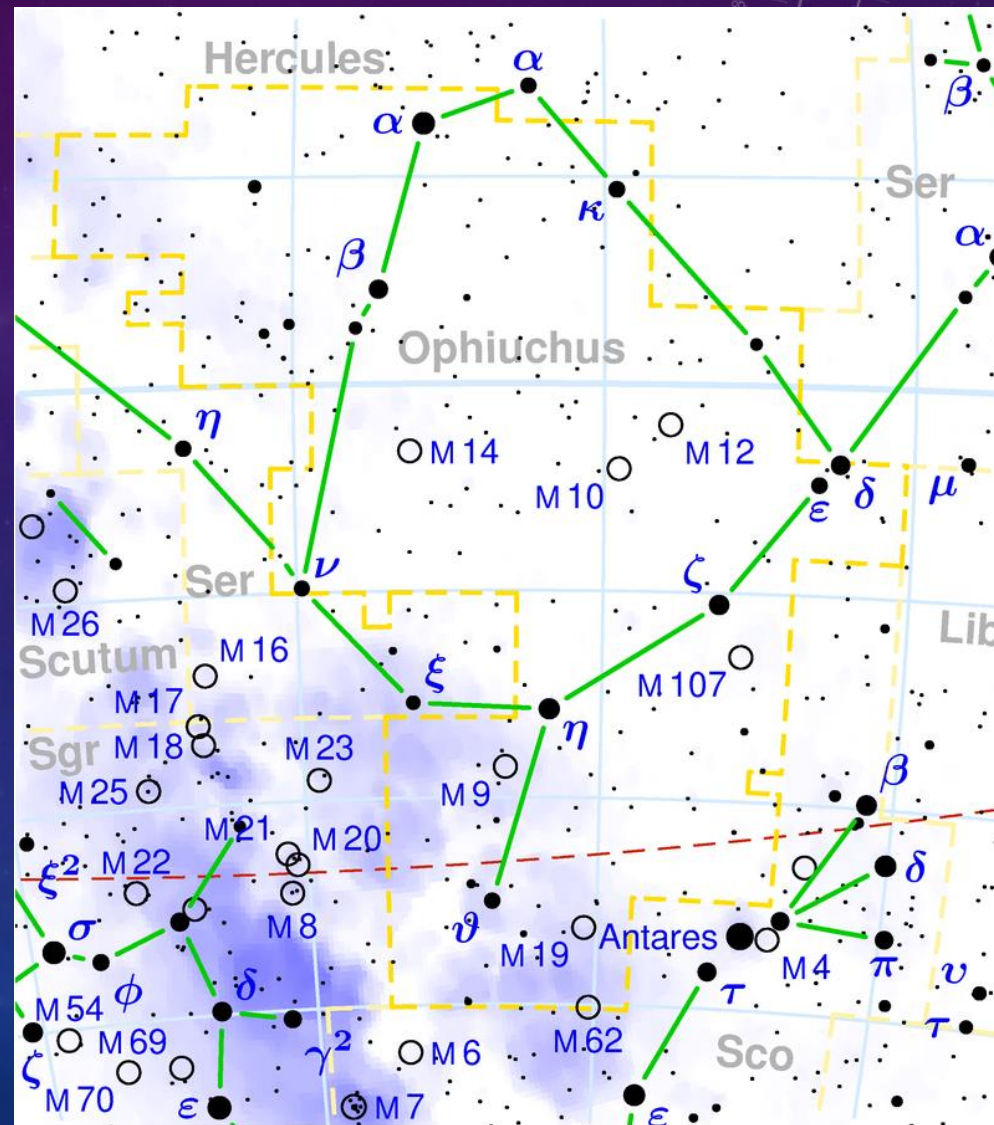 Hercules
α
α
β
κ
Ser
α
β
Ophiuchus
η
M 14
M 12
M 10
ε
δ
μ
ν
Ser
ζ
M 26
Lib
Scutum
M 16
ξ
M 107
M 17
η
Sgr
M 18
M 23
M 25
M 9
β
M 21
M 20
M 22
ξ²
δ
σ
M 8
ϑ
M 19
Antares
M 4
π
υ
φ
δ
τ
M 54
τ
M 69
γ²
M 62
Sco
ζ
M 6
M 70
ε
M 7
ε